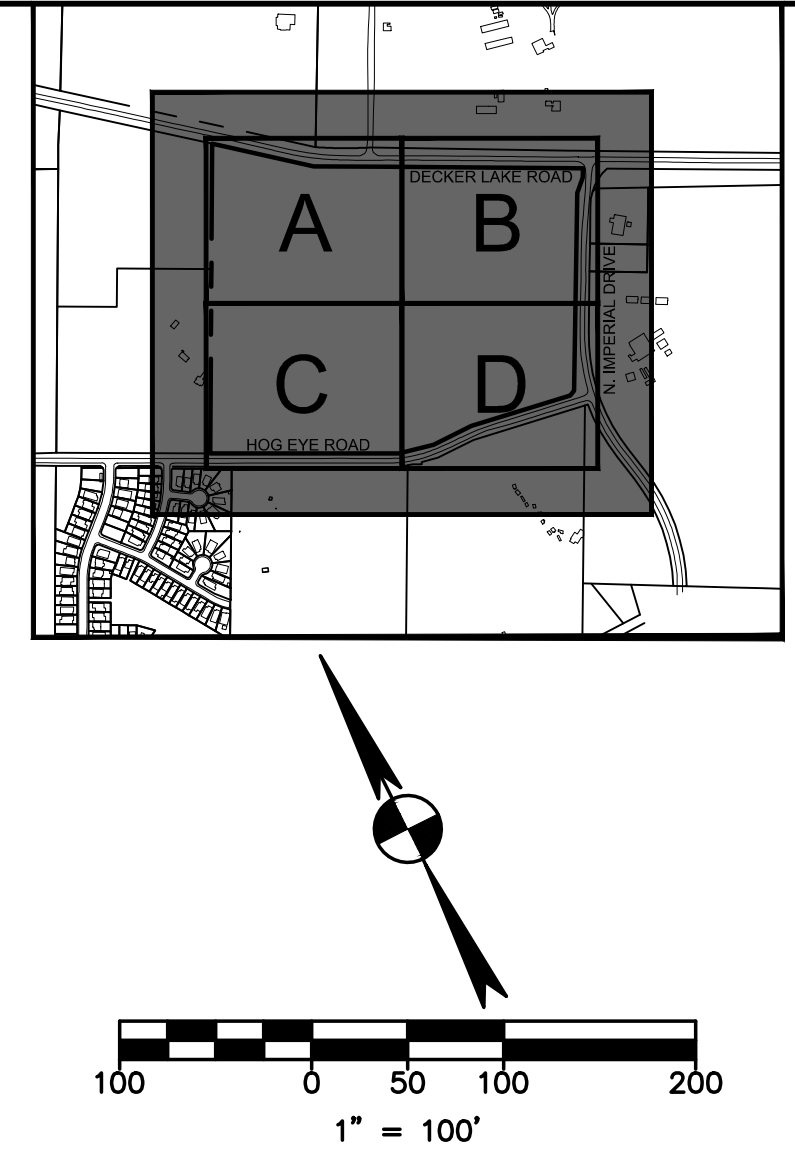 DECKER LAKE ROAD
A B
N. IMPERIAL DRIVE
C D
HOG EYE ROAD
100 0 50 100 200
1" = 100'